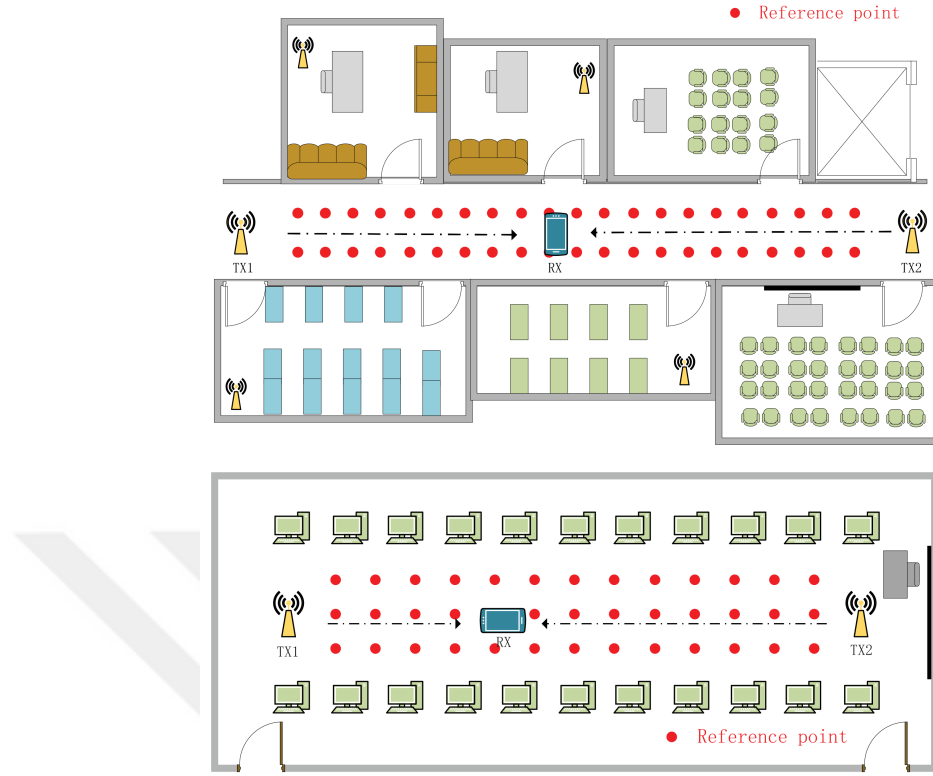 Reference point
TX1
RX
TX2
TX1
RX
TX2
Reference point